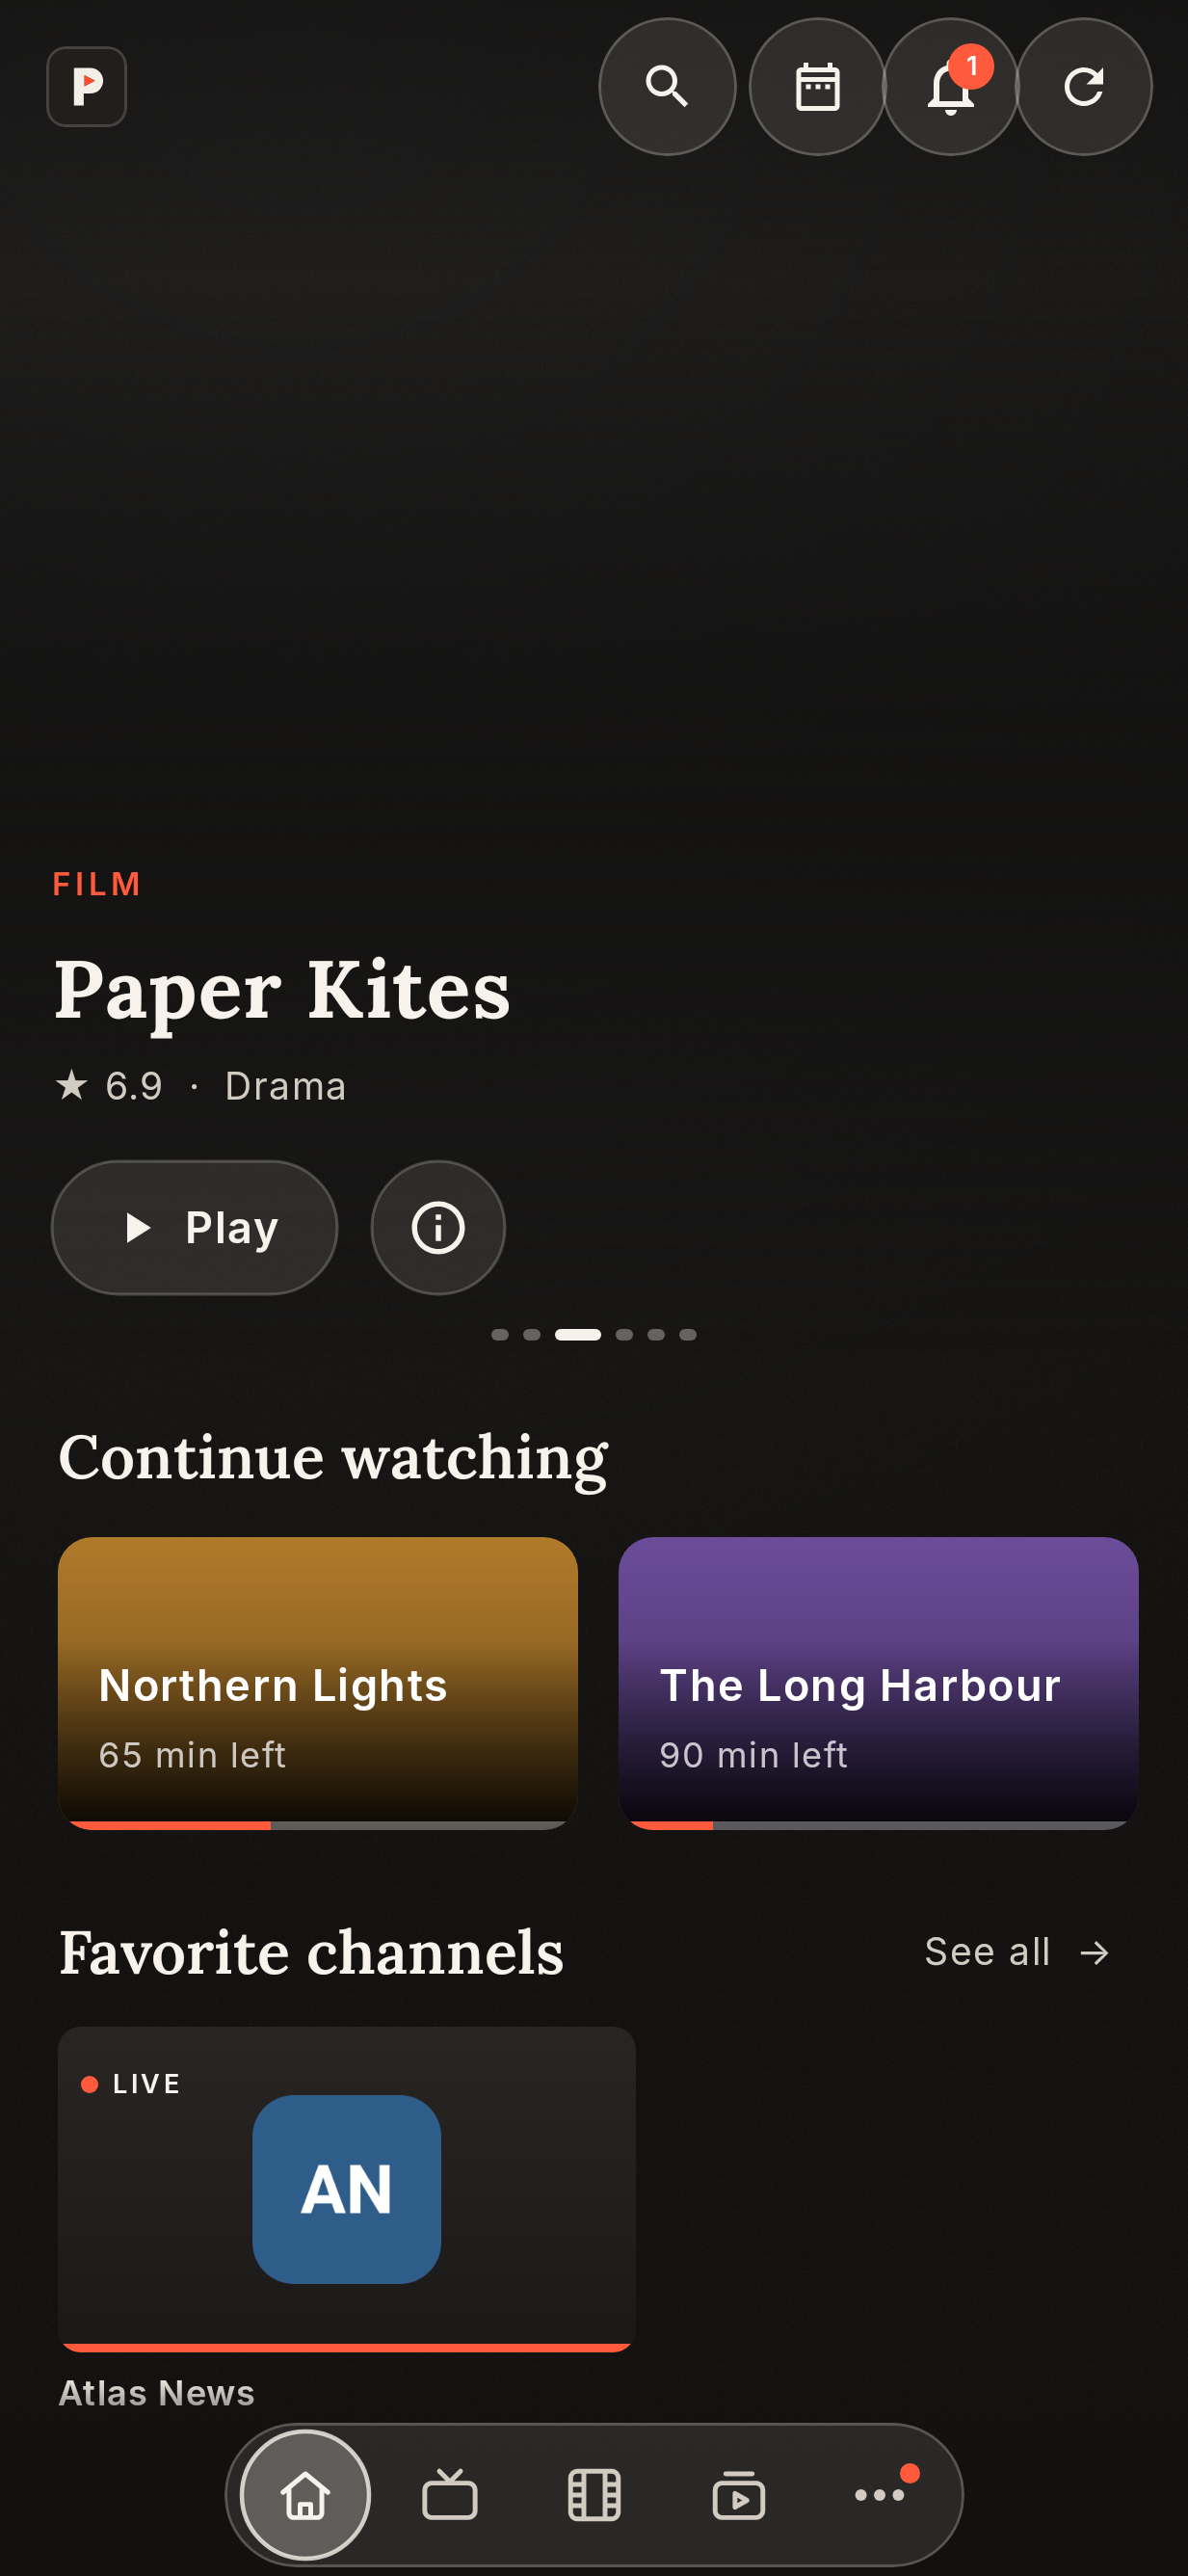 P
1
FILM
Paper Kites
★ 6.9 · Drama
Play
Continue watching
Northern Lights
65 min left
The Long Harbour
90 min left
Favorite channels
See all →
LIVE
AN
Atlas News